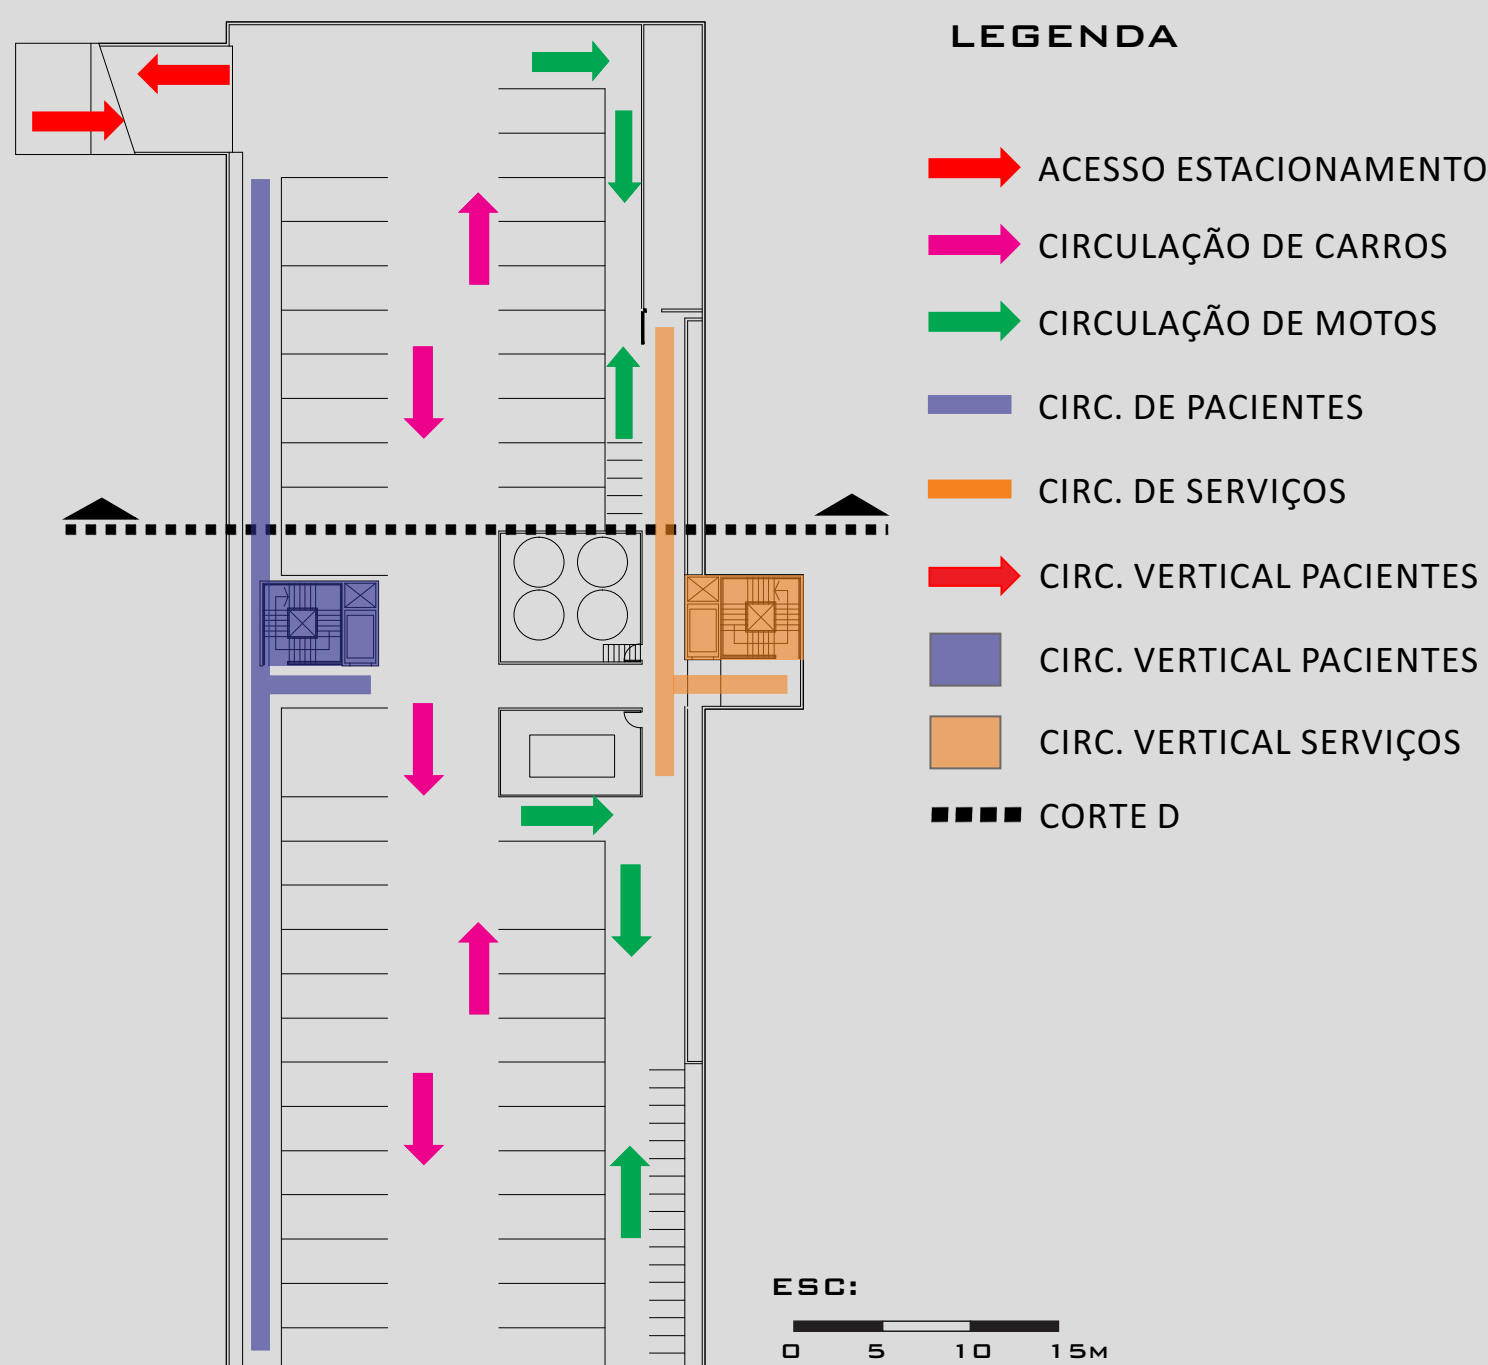 LEGENDA
ACESSO ESTACIONAMENTO
CIRCULAÇÃO DE CARROS
CIRCULAÇÃO DE MOTOS
CIRC. DE PACIENTES
CIRC. DE SERVIÇOS
CIRC. VERTICAL PACIENTES
CIRC. VERTICAL PACIENTES
CIRC. VERTICAL SERVIÇOS
CORTE D
ESC:
0 5 10 15M